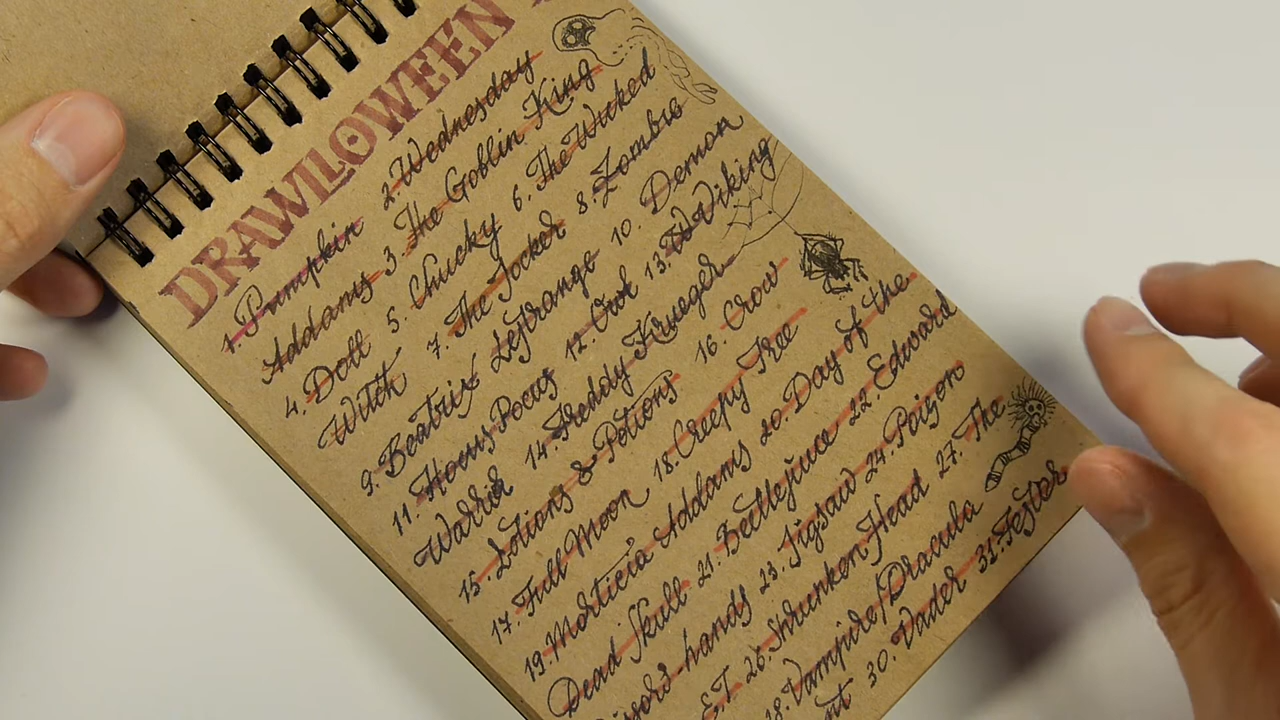 DRAWLLOWEEN
1. Pumpkin 2. Wednesday
Addams 3. The Goblin King
4. Doll 5. Chucky 6. The Wicked
Witch 7. The Jocker 8. Zombie
9. Beatrix Lestrange 10. Demon
11. Hocus Pocus 12. Owl 13. Viking
Warrior 14. Freddy Krueger
15. Lotions & Potions 16. Crow
17. Full Moon 18. Creepy Tree
19. Morticia Addams 20. Day of the
Dead Skull 21. Beetlejuice 22. Edward
hands 23. Jigsaw 24. Poison
E.T. 26. Shrunken Head 27. The
Vampire/Dracula
30. Vader 31. Jester